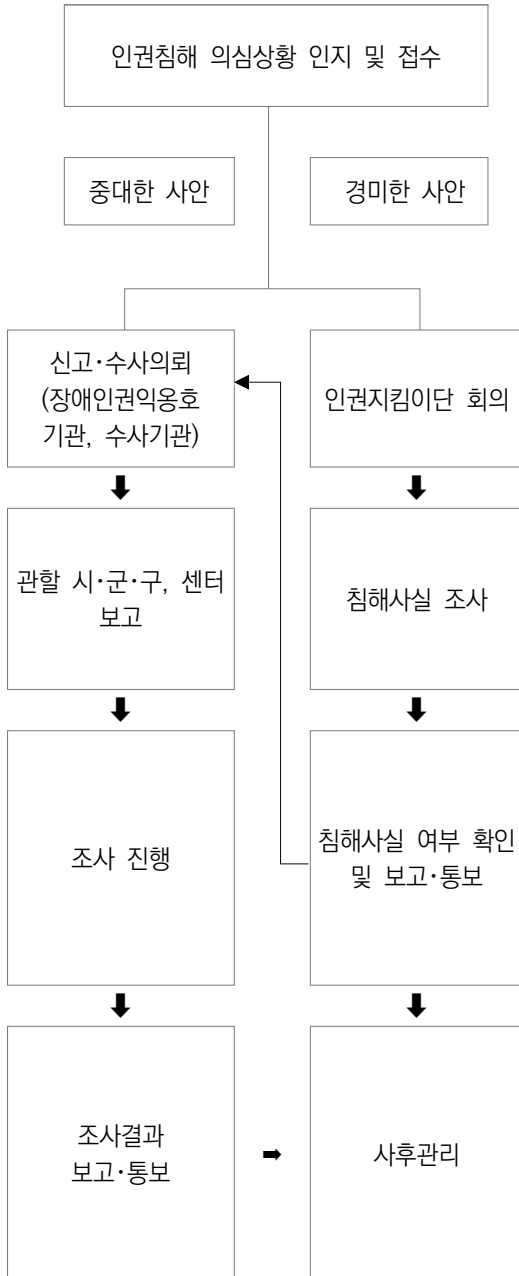 인권침해 의심상황 인지 및 접수
중대한 사안
경미한 사안
신고·수사의뢰
(장애인권익옹호
기관, 수사기관)
인권지킴이단 회의
관할 시·군·구, 센터
보고
침해사실 조사
조사 진행
침해사실 여부 확인
및 보고·통보
조사결과
보고·통보
사후관리